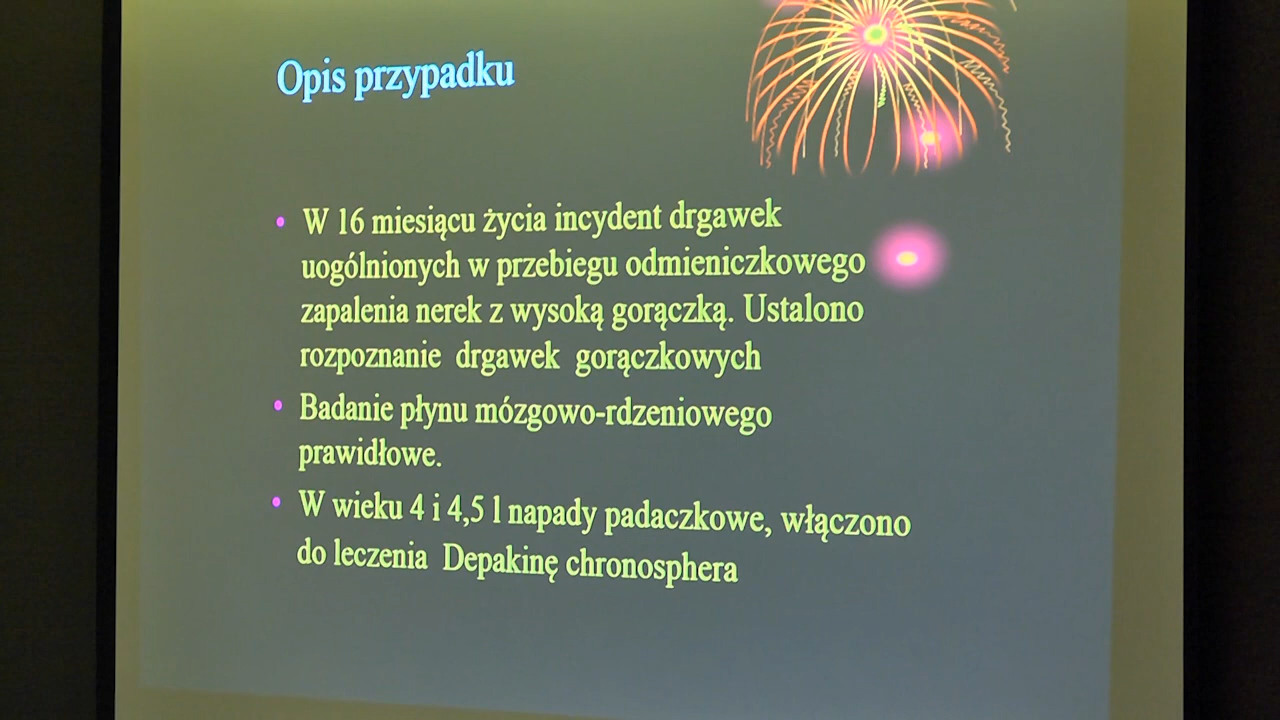 Opis przypadku
• W 16 miesiącu życia incydent drgawek
uogólnionych w przebiegu odmieniczkowego
zapalenia nerek z wysoką gorączką. Ustalono
rozpoznanie drgawek gorączkowych
• Badanie płynu mózgowo-rdzeniowego
prawidłowe.
• W wieku 4 i 4,5 l napady padaczkowe, włączono
do leczenia Depakinę chronosphera